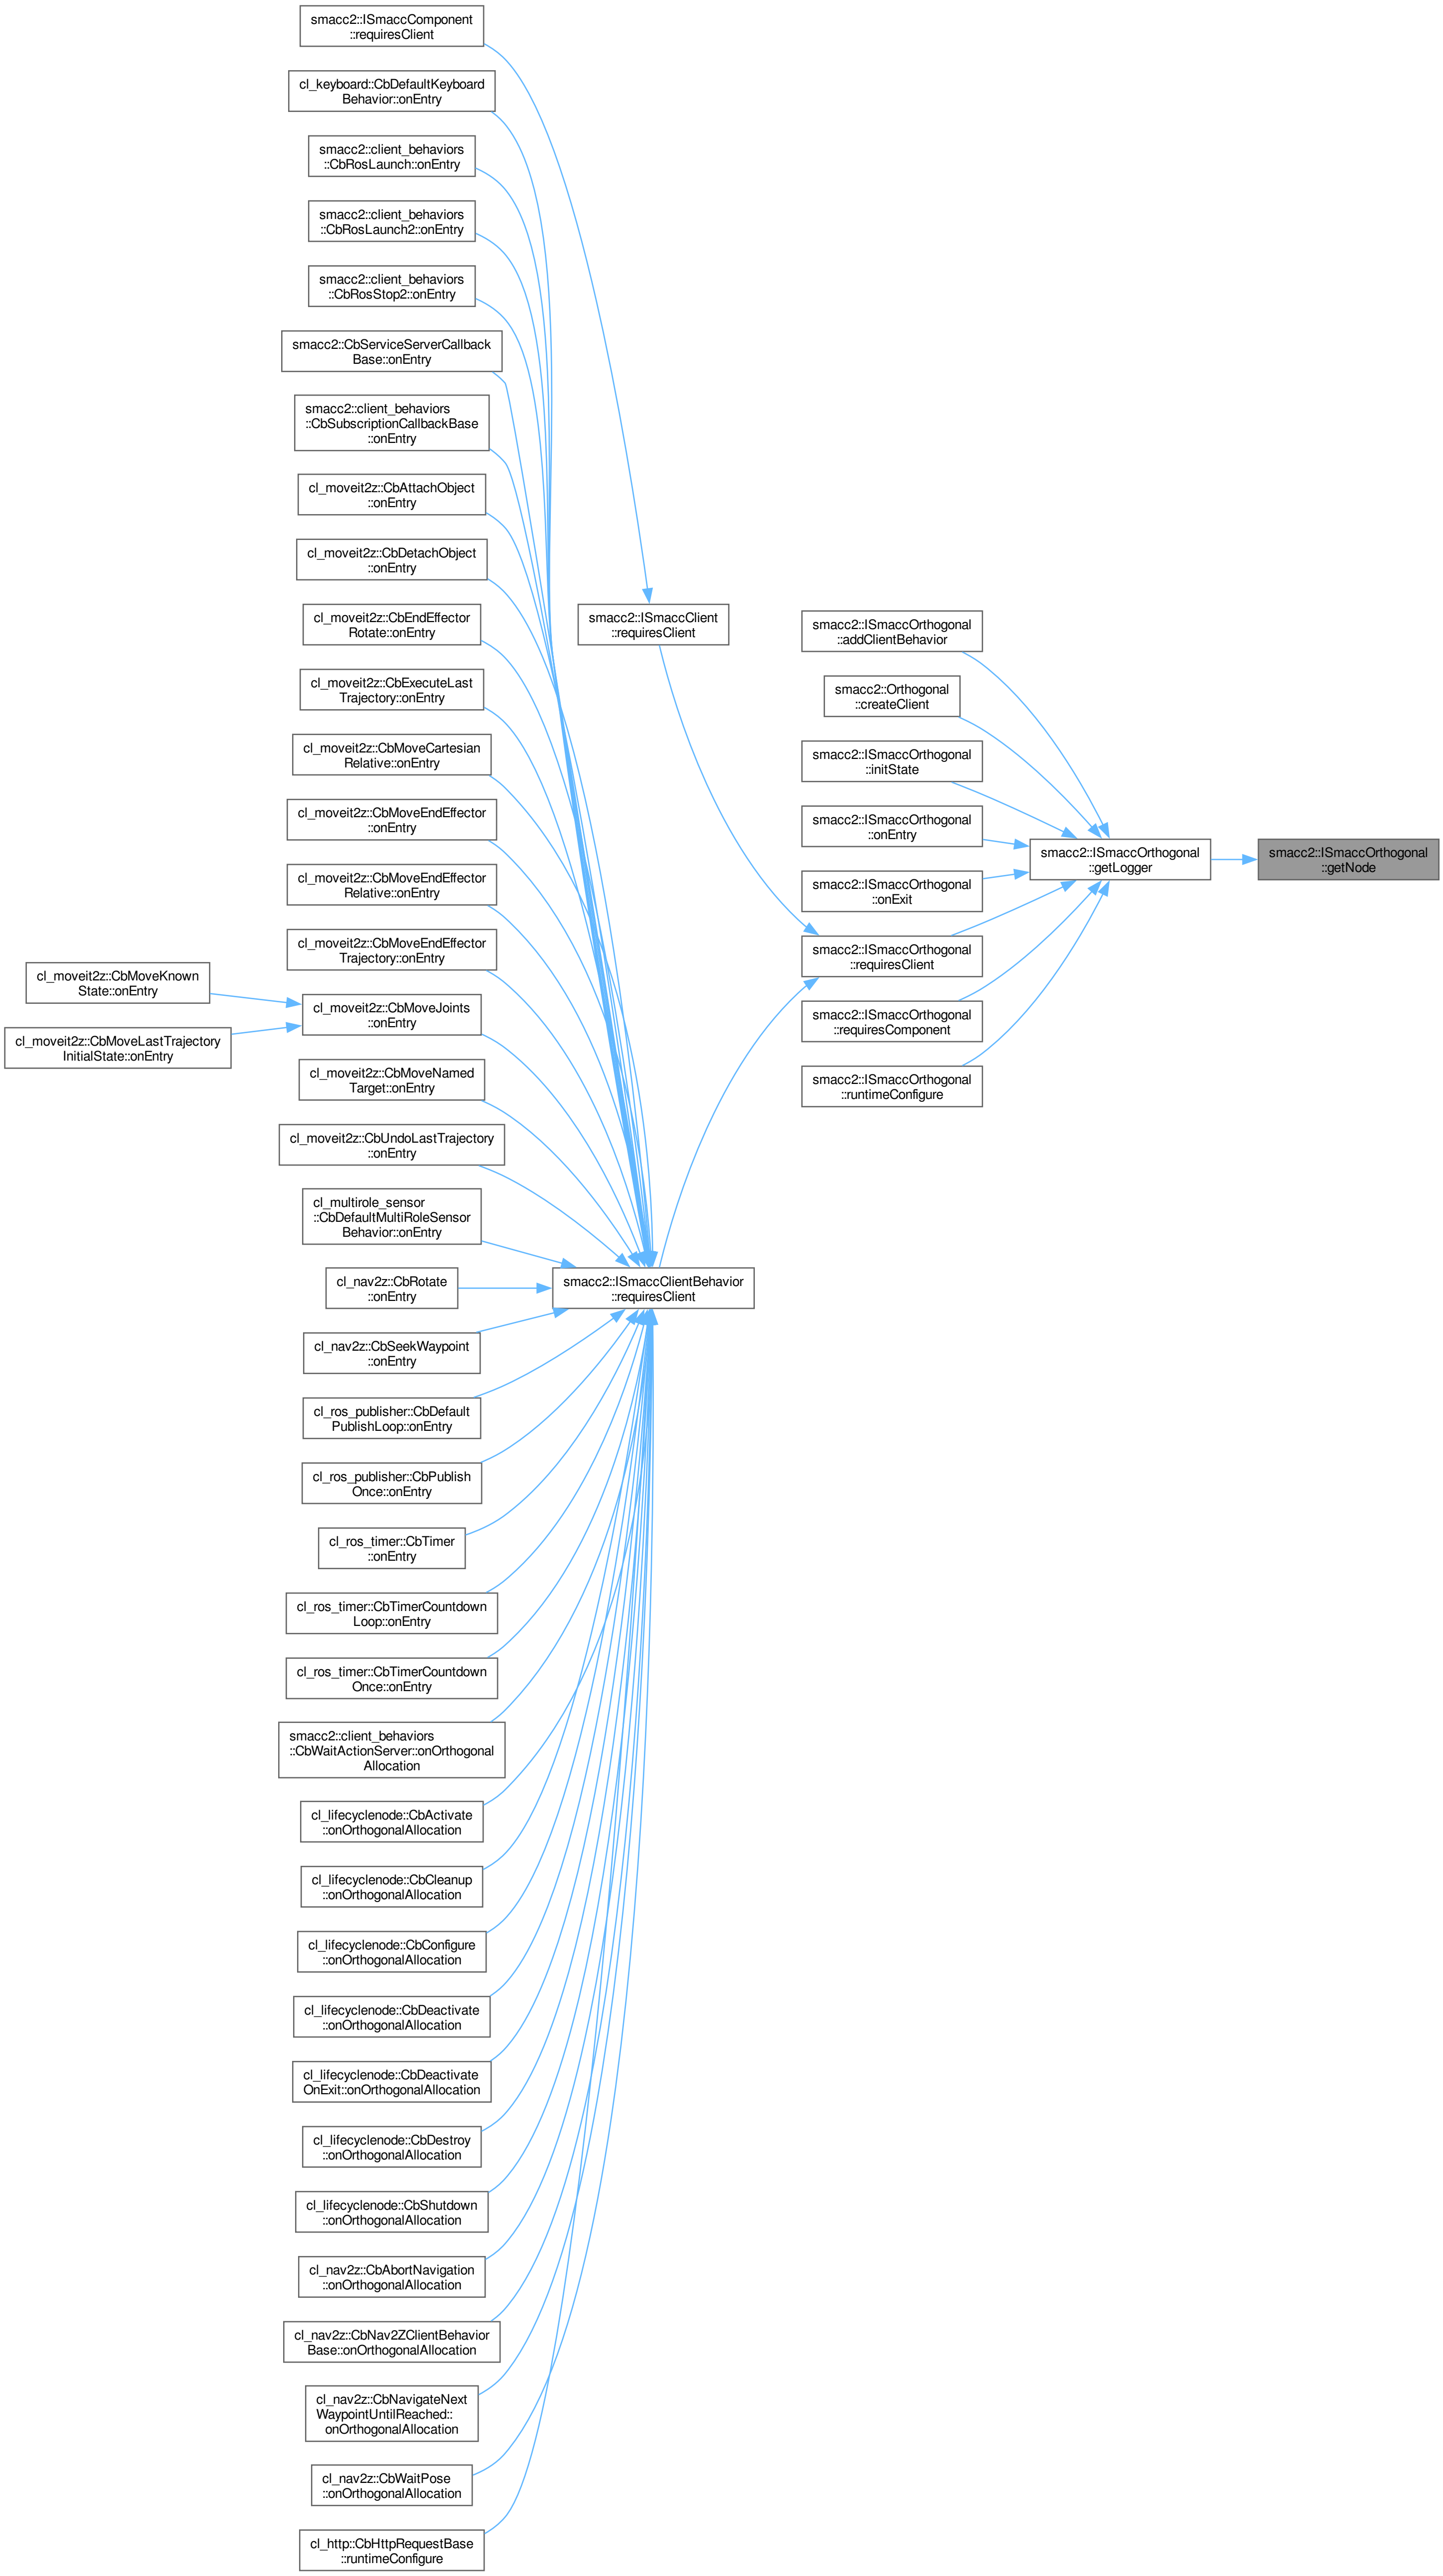 smacc2::ISmaccComponent
::requiresClient
cl_keyboard::CbDefaultKeyboard
Behavior::onEntry
smacc2::client_behaviors
::CbRosLaunch::onEntry
smacc2::client_behaviors
::CbRosLaunch2::onEntry
smacc2::client_behaviors
::CbRosStop2::onEntry
smacc2::CbServiceServerCallback
Base::onEntry
smacc2::client_behaviors
::CbSubscriptionCallbackBase
::onEntry
cl_moveit2z::CbAttachObject
::onEntry
cl_moveit2z::CbDetachObject
::onEntry
cl_moveit2z::CbEndEffector
Rotate::onEntry
cl_moveit2z::CbExecuteLast
Trajectory::onEntry
cl_moveit2z::CbMoveCartesian
Relative::onEntry
cl_moveit2z::CbMoveEndEffector
::onEntry
cl_moveit2z::CbMoveEndEffector
Relative::onEntry
cl_moveit2z::CbMoveEndEffector
Trajectory::onEntry
cl_moveit2z::CbMoveKnown
State::onEntry
cl_moveit2z::CbMoveLastTrajectory
InitialState::onEntry
cl_moveit2z::CbMoveJoints
::onEntry
cl_moveit2z::CbMoveNamed
Target::onEntry
cl_moveit2z::CbUndoLastTrajectory
::onEntry
cl_multirole_sensor
::CbDefaultMultiRoleSensor
Behavior::onEntry
cl_nav2z::CbRotate
::onEntry
cl_nav2z::CbSeekWaypoint
::onEntry
cl_ros_publisher::CbDefault
PublishLoop::onEntry
cl_ros_publisher::CbPublish
Once::onEntry
cl_ros_timer::CbTimer
::onEntry
cl_ros_timer::CbTimerCountdown
Loop::onEntry
cl_ros_timer::CbTimerCountdown
Once::onEntry
smacc2::client_behaviors
::CbWaitActionServer::onOrthogonal
Allocation
cl_lifecyclenode::CbActivate
::onOrthogonalAllocation
cl_lifecyclenode::CbCleanup
::onOrthogonalAllocation
cl_lifecyclenode::CbConfigure
::onOrthogonalAllocation
cl_lifecyclenode::CbDeactivate
::onOrthogonalAllocation
cl_lifecyclenode::CbDeactivate
OnExit::onOrthogonalAllocation
cl_lifecyclenode::CbDestroy
::onOrthogonalAllocation
cl_lifecyclenode::CbShutdown
::onOrthogonalAllocation
cl_nav2z::CbAbortNavigation
::onOrthogonalAllocation
cl_nav2z::CbNav2ZClientBehavior
Base::onOrthogonalAllocation
cl_nav2z::CbNavigateNext
WaypointUntilReached::
onOrthogonalAllocation
cl_nav2z::CbWaitPose
::onOrthogonalAllocation
cl_http::CbHttpRequestBase
::runtimeConfigure
smacc2::ISmaccClient
::requiresClient
smacc2::ISmaccClientBehavior
::requiresClient
smacc2::ISmaccOrthogonal
::addClientBehavior
smacc2::Orthogonal
::createClient
smacc2::ISmaccOrthogonal
::initState
smacc2::ISmaccOrthogonal
::onEntry
smacc2::ISmaccOrthogonal
::onExit
smacc2::ISmaccOrthogonal
::requiresClient
smacc2::ISmaccOrthogonal
::requiresComponent
smacc2::ISmaccOrthogonal
::runtimeConfigure
smacc2::ISmaccOrthogonal
::getLogger
smacc2::ISmaccOrthogonal
::getNode